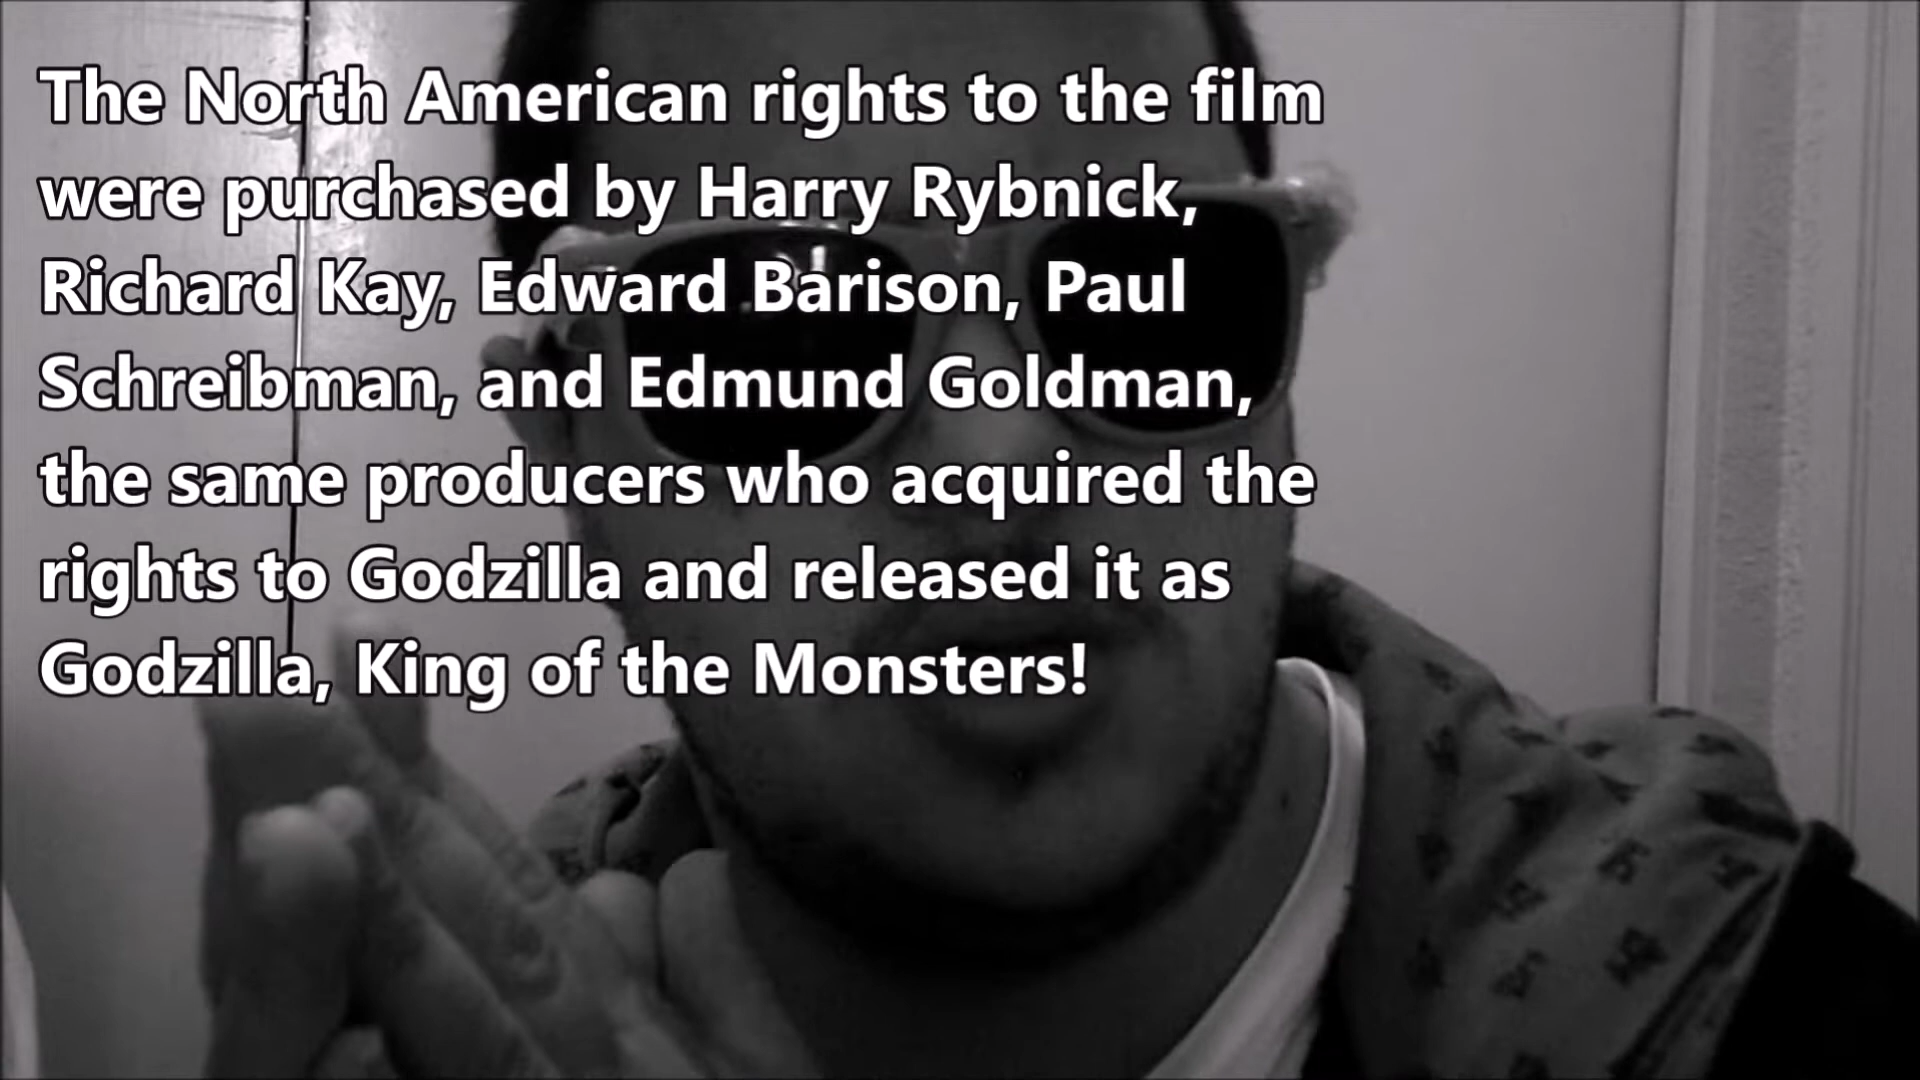 The North American rights to the film
were purchased by Harry Rybnick,
Richard Kay, Edward Barison, Paul
Schreibman, and Edmund Goldman,
the same producers who acquired the
rights to Godzilla and released it as
Godzilla, King of the Monsters!